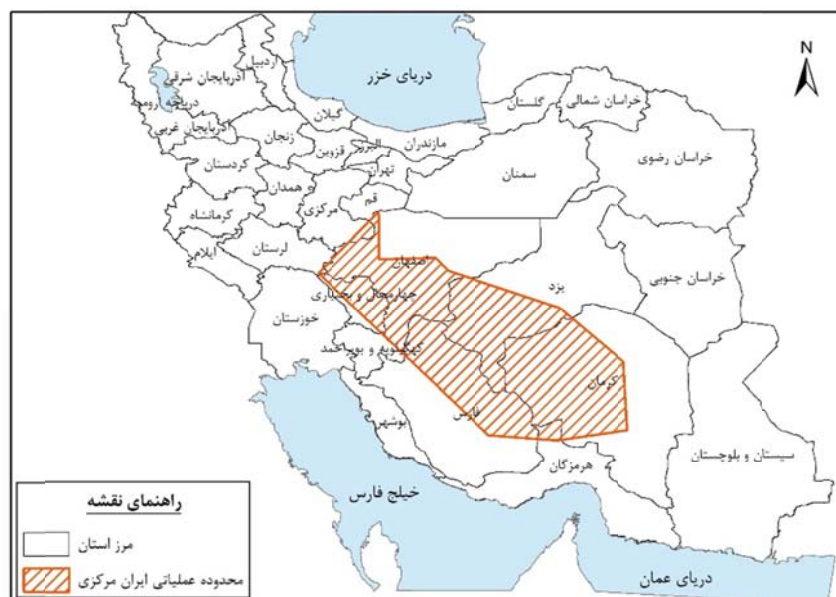 N
دریای خزر
اردبیل
آذربایجان شرقی
دریاچه ارومیه
آذربایجان غربی
گیلان
زنجان
کردستان
قزوین
البرز
مازندران
تهران
گلستان
خراسان شمالی
خراسان رضوی
سمنان
همدان
مرکزی
قم
کرمانشاه
لرستان
ایلام
اصفهان
یزد
خراسان جنوبی
چهارمحال و بختیاری
خوزستان
کهگیلویه و بویراحمد
کرمان
فارس
بوشهر
هرمزگان
سیستان و بلوچستان
خلیج فارس
دریای عمان
راهنمای نقشه
مرز استان
محدوده عملیاتی ایران مرکزی